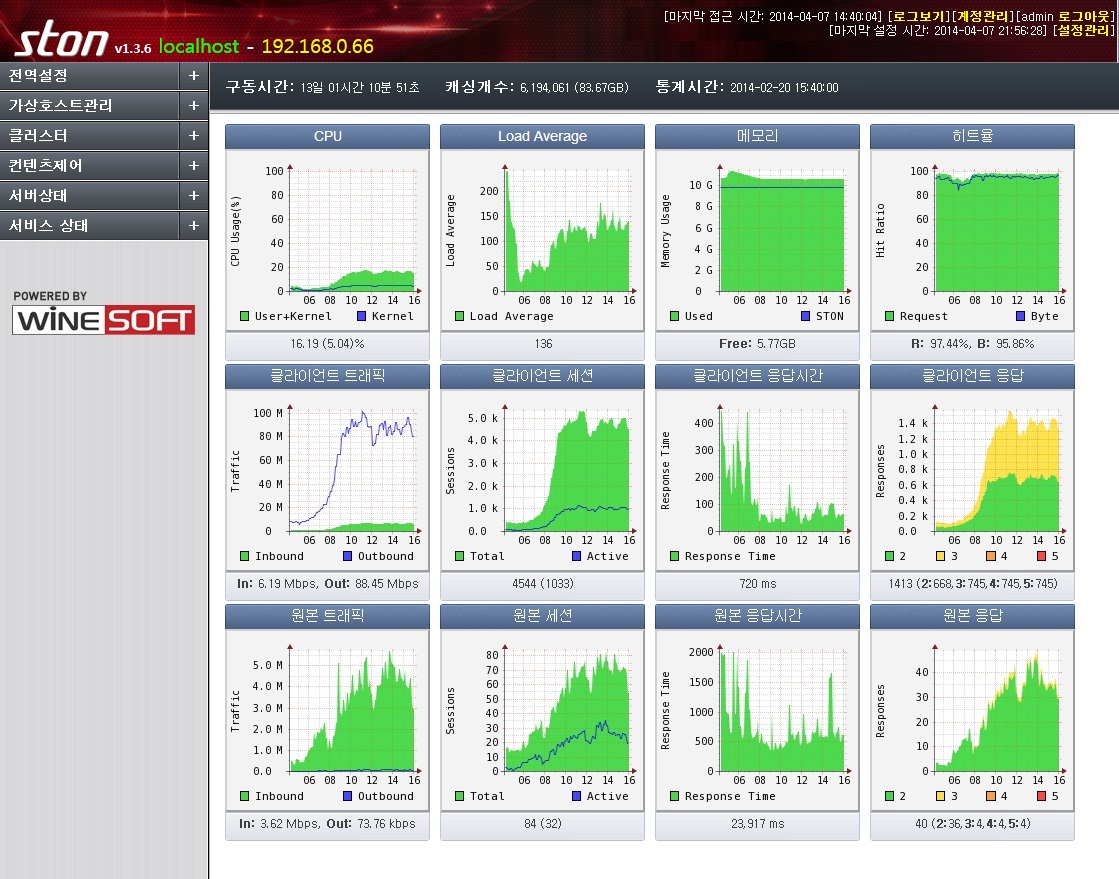 [마지막 접근 시간: 2014-04-07 14:40:04] [로그보기][계정관리][admin 로그아웃]
[마지막 설정 시간: 2014-04-07 21:56:28] [설정관리]
ston v1.3.6 localhost - 192.168.0.66
구동시간: 13일 01시간 10분 51초 캐싱개수: 6,194,061 (83.67GB) 통계시간: 2014-02-20 15:40:00
전역설정 +
가상호스트관리 +
클러스터 +
컨텐츠제어 +
서버상태 +
서비스 상태 +
POWERED BY
WINESOFT
CPU
CPU Usage(%)
100
80
60
40
20
0
06 08 10 12 14 16
User+Kernel Kernel
16.19 (5.04)%
Load Average
Load Average
200
150
100
50
0
06 08 10 12 14 16
Load Average
136
메모리
Memory Usage
10 G
8 G
6 G
4 G
2 G
0
06 08 10 12 14 16
Used STON
Free: 5.77GB
히트율
Hit Ratio
100
80
60
40
20
0
06 08 10 12 14 16
Request Byte
R: 97.44%, B: 95.86%
클라이언트 트래픽
Traffic
100 M
80 M
60 M
40 M
20 M
0
06 08 10 12 14 16
Inbound Outbound
In: 6.19 Mbps, Out: 88.45 Mbps
클라이언트 세션
Sessions
5.0 k
4.0 k
3.0 k
2.0 k
1.0 k
0.0
06 08 10 12 14 16
Total Active
4544 (1033)
클라이언트 응답시간
Response Time
400
300
200
100
0
06 08 10 12 14 16
Response Time
720 ms
클라이언트 응답
Responses
1.4 k
1.2 k
1.0 k
0.8 k
0.6 k
0.4 k
0.2 k
0.0
06 08 10 12 14 16
2 3 4 5
1413 (2:668,3:745,4:745,5:745)
원본 트래픽
Traffic
5.0 M
4.0 M
3.0 M
2.0 M
1.0 M
0.0
06 08 10 12 14 16
Inbound Outbound
In: 3.62 Mbps, Out: 73.76 kbps
원본 세션
Sessions
80
70
60
50
40
30
20
10
0
06 08 10 12 14 16
Total Active
84 (32)
원본 응답시간
Response Time
2000
1500
1000
500
0
06 08 10 12 14 16
Response Time
23,917 ms
원본 응답
Responses
40
30
20
10
0
06 08 10 12 14 16
2 3 4 5
40 (2:36,3:4,4:4,5:4)